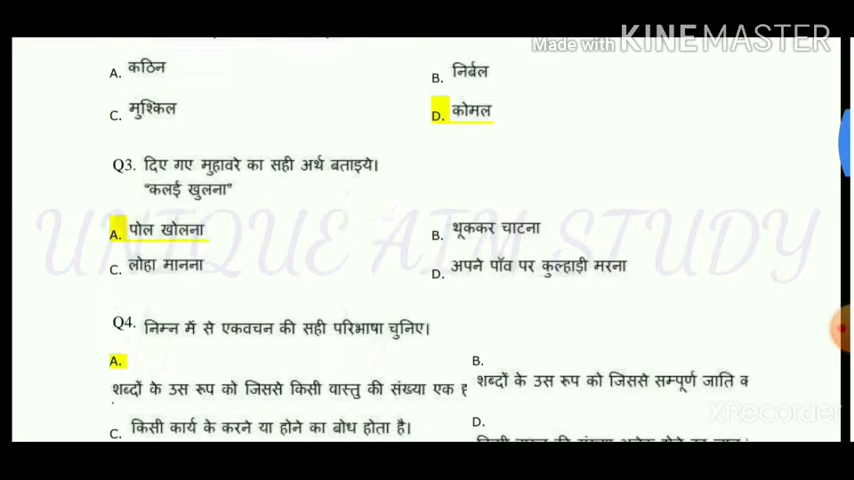 Made with KINEMASTER
A. कठिन
B. निर्बल
C. मुश्किल
D. कोमल
Q3. दिए गए मुहावरे का सही अर्थ बताइये।
“कलई खुलना”
UNIQUE AIM STUDY
A. पोल खोलना
B. थूककर चाटना
C. लोहा मानना
D. अपने पॉव पर कुल्हाड़ी मरना
Q4. निम्न में से एकवचन की सही परिभाषा चुनिए।
A.
शब्दों के उस रूप को जिससे किसी वास्तु की संख्या एक
B.
शब्दों के उस रूप को जिससे सम्पूर्ण जाति
XRecorder
C. किसी कार्य के करने या होने का बोध होता है।
D.